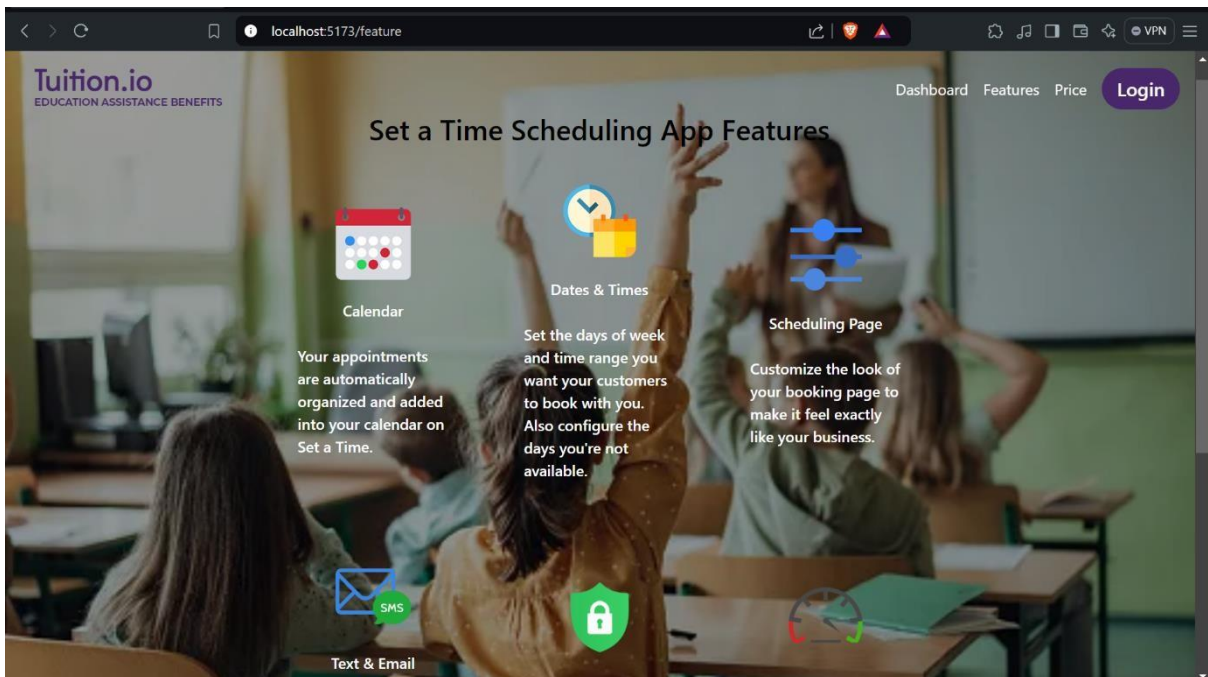 localhost:5173/feature
VPN
Tuition.io
EDUCATION ASSISTANCE BENEFITS
Dashboard Features Price Login
Set a Time Scheduling App Features
Calendar
Your appointments
are automatically
organized and added
into your calendar on
Set a Time.
Dates & Times
Set the days of week
and time range you
want your customers
to book with you.
Also configure the
days you're not
available.
Scheduling Page
Customize the look of
your booking page to
make it feel exactly
like your business.
SMS
Text & Email